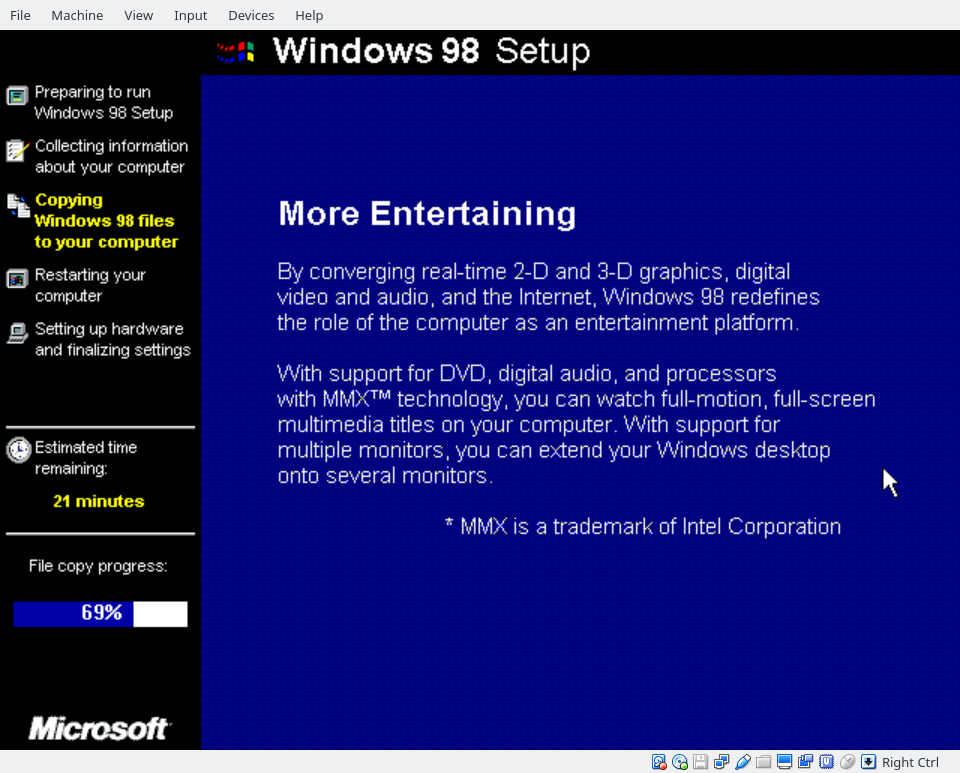 File Machine View Input Devices Help
Windows 98 Setup
Preparing to run
Windows 98 Setup
Collecting information
about your computer
Copying
Windows 98 files
to your computer
Restarting your
computer
Setting up hardware
and finalizing settings
Estimated time
remaining:
21 minutes
File copy progress:
69%
Microsoft
More Entertaining
By converging real-time 2-D and 3-D graphics, digital
video and audio, and the Internet, Windows 98 redefines
the role of the computer as an entertainment platform.
With support for DVD, digital audio, and processors
with MMX™ technology, you can watch full-motion, full-screen
multimedia titles on your computer. With support for
multiple monitors, you can extend your Windows desktop
onto several monitors.
* MMX is a trademark of Intel Corporation
Right Ctrl